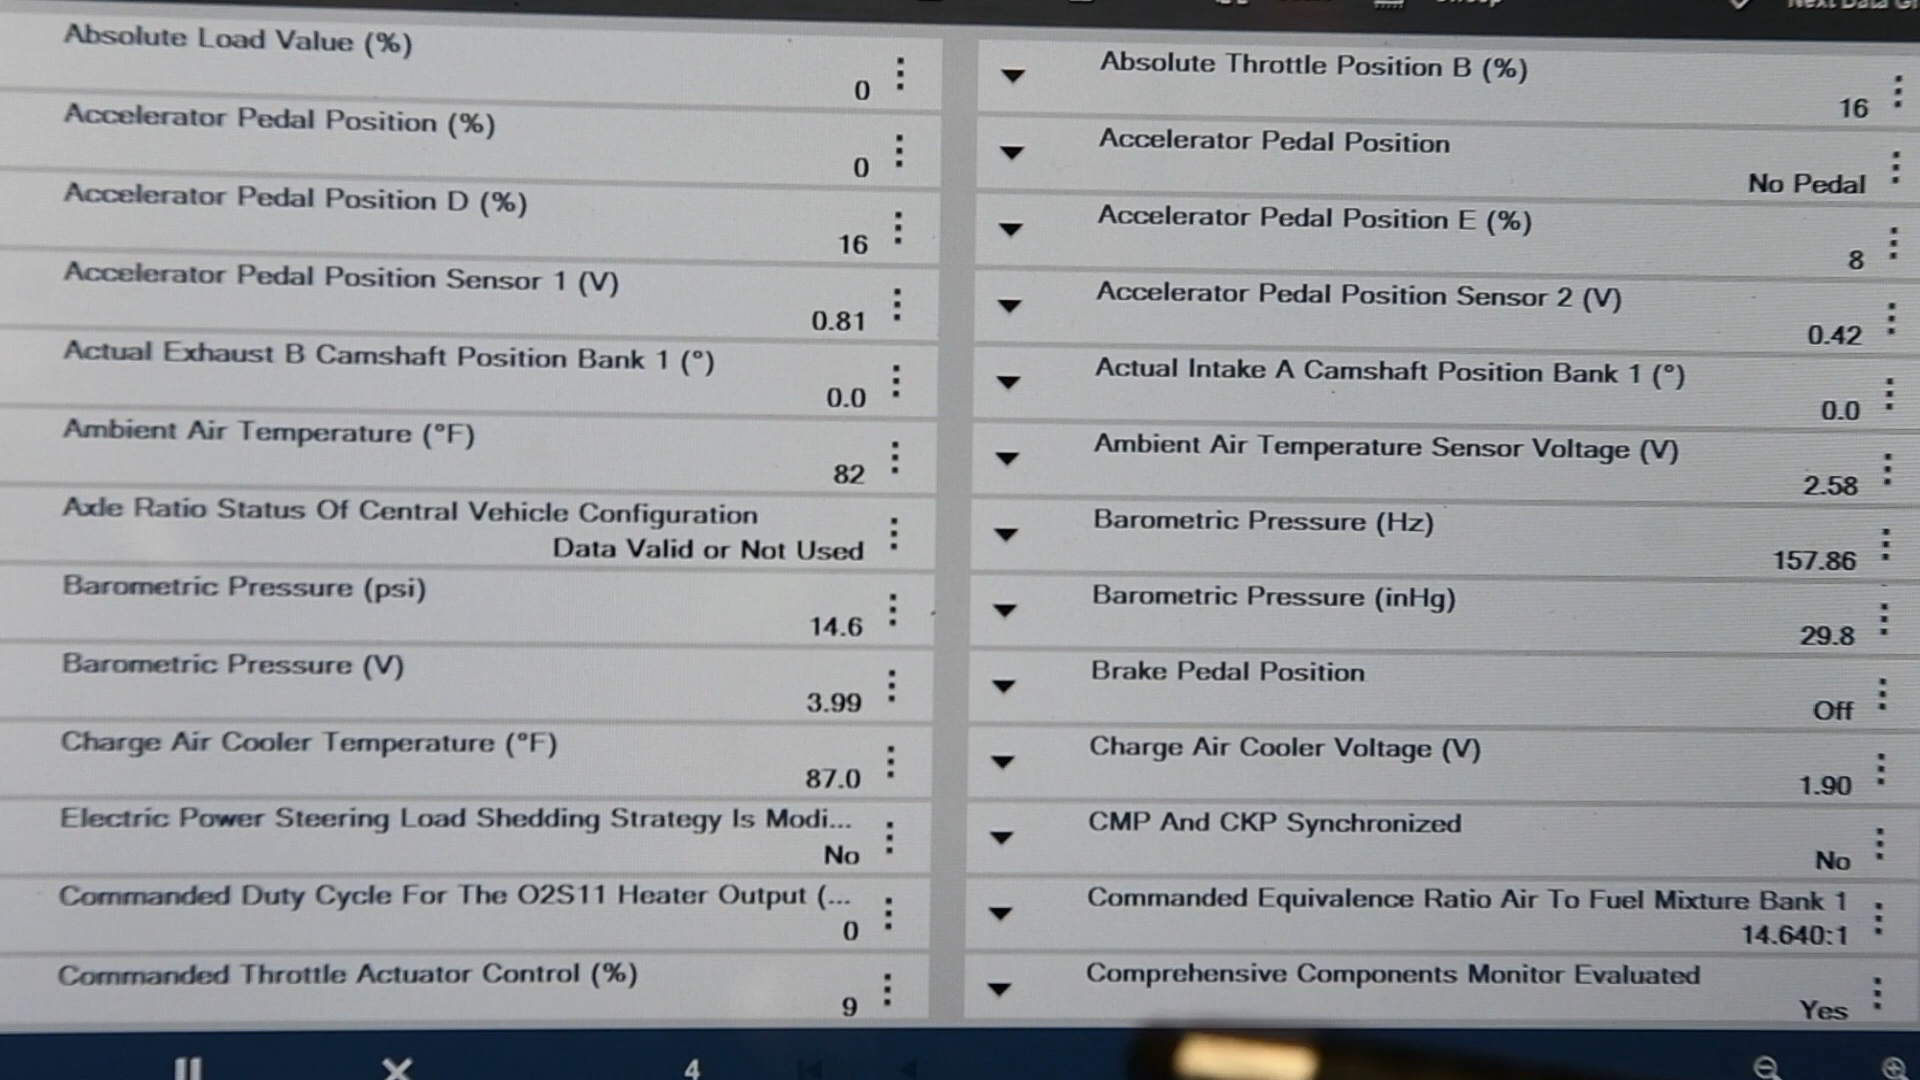 Absolute Load Value (%)
0
Absolute Throttle Position B (%)
16
Accelerator Pedal Position (%)
0
Accelerator Pedal Position
No Pedal
Accelerator Pedal Position D (%)
16
Accelerator Pedal Position E (%)
8
Accelerator Pedal Position Sensor 1 (V)
0.81
Accelerator Pedal Position Sensor 2 (V)
0.42
Actual Exhaust B Camshaft Position Bank 1 (°)
0.0
Actual Intake A Camshaft Position Bank 1 (°)
0.0
Ambient Air Temperature (°F)
82
Ambient Air Temperature Sensor Voltage (V)
2.58
Axle Ratio Status Of Central Vehicle Configuration
Data Valid or Not Used
Barometric Pressure (Hz)
157.86
Barometric Pressure (psi)
14.6
Barometric Pressure (inHg)
29.8
Barometric Pressure (V)
3.99
Brake Pedal Position
Off
Charge Air Cooler Temperature (°F)
87.0
Charge Air Cooler Voltage (V)
1.90
Electric Power Steering Load Shedding Strategy Is Modi...
No
CMP And CKP Synchronized
No
Commanded Duty Cycle For The O2S11 Heater Output (...
0
Commanded Equivalence Ratio Air To Fuel Mixture Bank 1
14.640:1
Commanded Throttle Actuator Control (%)
9
Comprehensive Components Monitor Evaluated
Yes
4